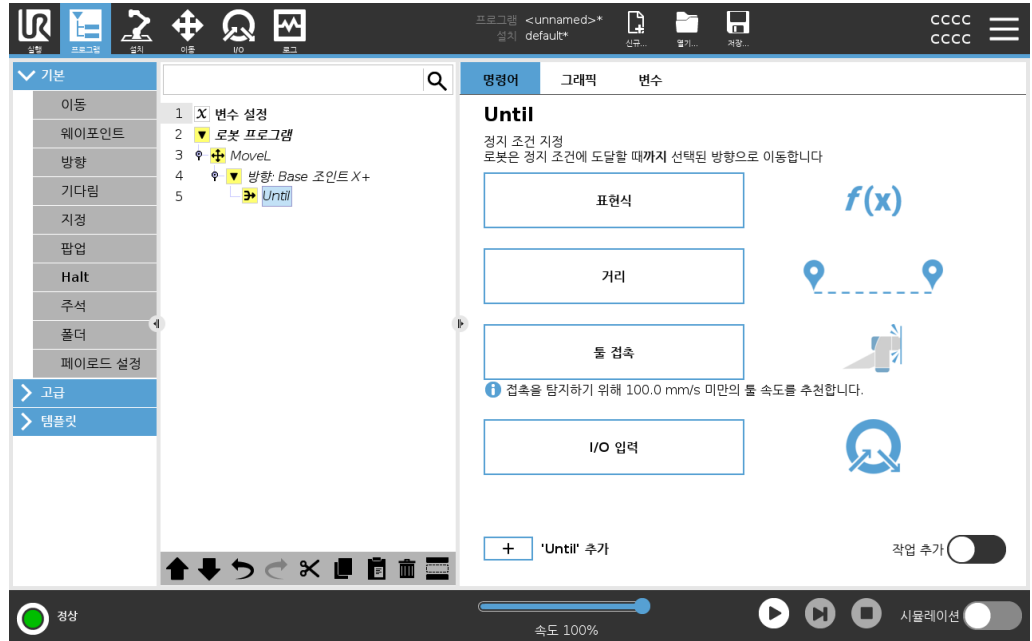 UR
실행
프로그램
설치
이동
I/O
로그
프로그램 <unnamed>*
설치 default*
신규...
열기...
저장...
cccc
cccc
기본
이동
웨이포인트
방향
기다림
지정
팝업
Halt
주석
폴더
페이로드 설정
고급
템플릿
1 X 변수 설정
2 로봇 프로그램
3 MoveL
4 방향: Base 조인트 X+
5 Until
명령어 그래픽 변수
Until
정지 조건 지정
로봇은 정지 조건에 도달할 때까지 선택된 방향으로 이동합니다
표현식
f(x)
거리
툴 접촉
접촉을 탐지하기 위해 100.0 mm/s 미만의 툴 속도를 추천합니다.
I/O 입력
+ 'Until' 추가
작업 추가
정상
속도 100%
시뮬레이션